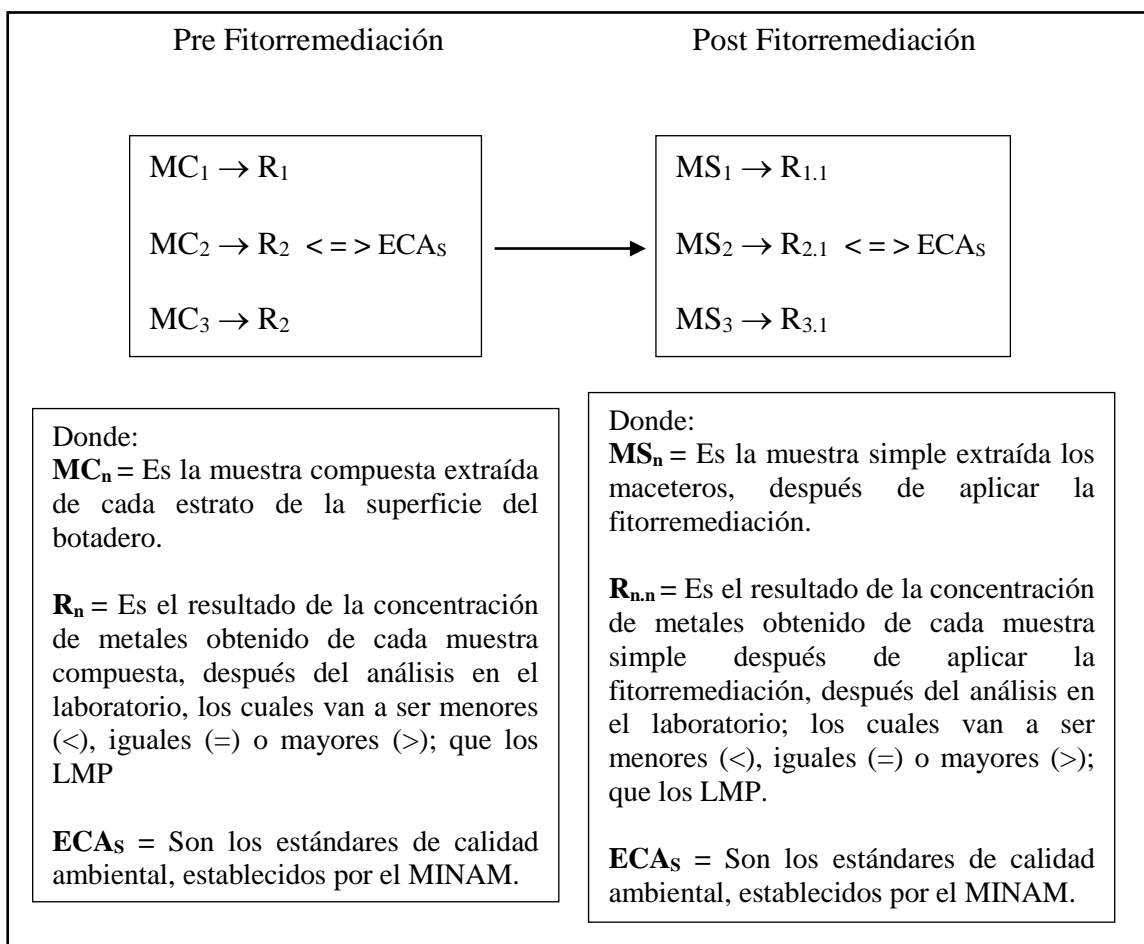 Pre Fitorremediación
Post Fitorremediación
MC₁ → R₁
MC₂ → R₂ < = > ECAₛ
MC₃ → R₂
MS₁ → R₁.₁
MS₂ → R₂.₁ < = > ECAₛ
MS₃ → R₃.₁
Donde:
MCₙ = Es la muestra compuesta extraída
de cada estrato de la superficie del
botadero.
Rₙ = Es el resultado de la concentración
de metales obtenido de cada muestra
compuesta, después del análisis en el
laboratorio, los cuales van a ser menores
(<), iguales (=) o mayores (>); que los
LMP
ECAₛ = Son los estándares de calidad
ambiental, establecidos por el MINAM.
Donde:
MSₙ = Es la muestra simple extraída los
maceteros, después de aplicar la
fitorremediación.
Rₙ.ₙ = Es el resultado de la concentración
de metales obtenido de cada muestra
simple después de aplicar la
fitorremediación, después del análisis en
el laboratorio; los cuales van a ser
menores (<), iguales (=) o mayores (>);
que los LMP.
ECAₛ = Son los estándares de calidad
ambiental, establecidos por el MINAM.